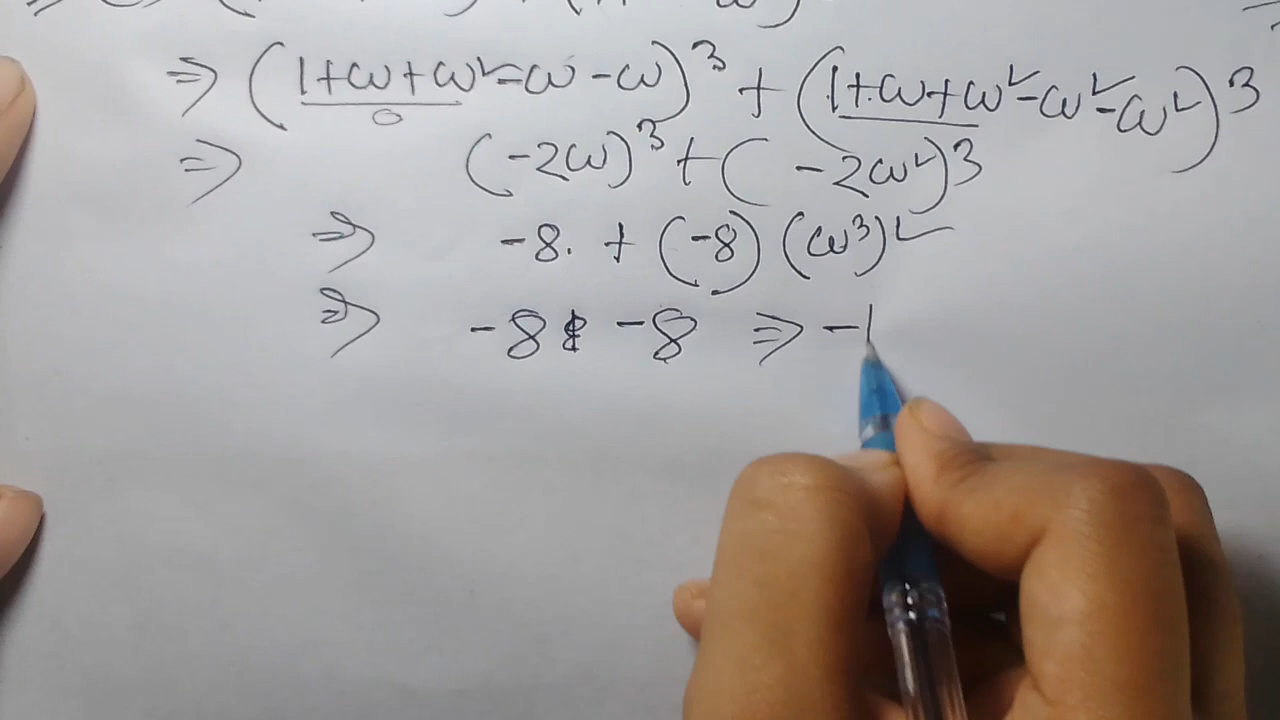 ⇒ (1+ω+ω²-ω-ω)³ + (1+ω+ω²-ω²-ω²)³
0
⇒ (-2ω)³ + (-2ω²)³
⇒ -8. + (-8) (ω³)²
⇒ -8 -8 ⇒ -1